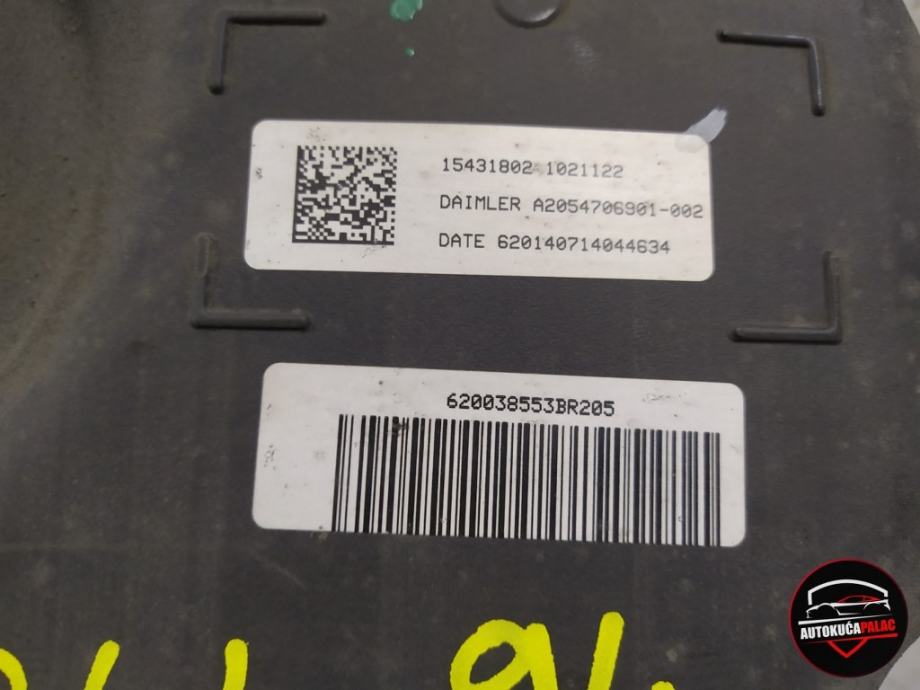 15431802 1021122
DAIMLER A2054706901-002
DATE 620140714044634
620038553BR205
AUTOKUĆAPALAC